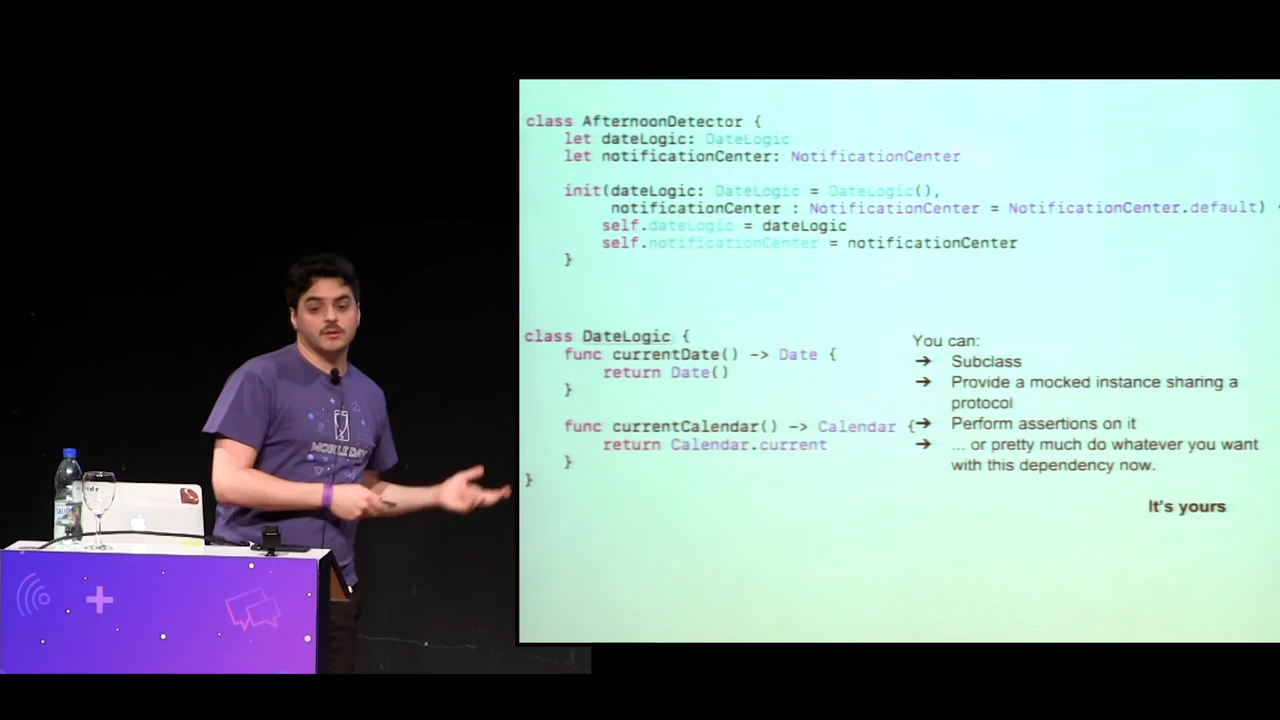 class AfternoonDetector {
let dateLogic: DateLogic
let notificationCenter: NotificationCenter
init(dateLogic: DateLogic = DateLogic(),
notificationCenter : NotificationCenter = NotificationCenter.default) {
self.dateLogic = dateLogic
self.notificationCenter = notificationCenter
}
class DateLogic {
func currentDate() -> Date {
return Date()
}
func currentCalendar() -> Calendar {
return Calendar.current
}
}
You can:
➔ Subclass
➔ Provide a mocked instance sharing a
protocol
➔ Perform assertions on it
➔ ... or pretty much do whatever you want
with this dependency now.
It's yours
MOBILE DAY